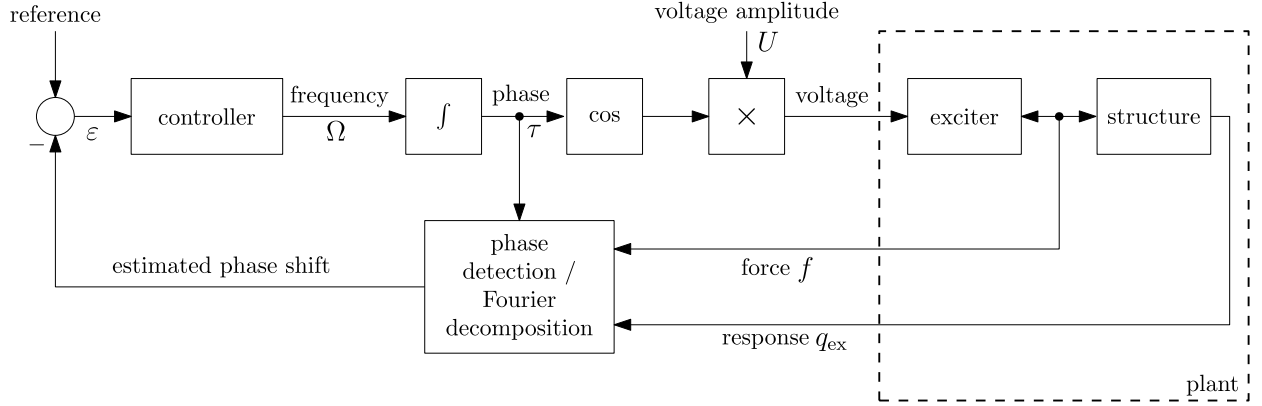 reference
voltage amplitude
U
−
ε
controller
frequency
Ω
∫
phase
τ
cos
×
voltage
exciter
structure
estimated phase shift
phase
detection /
Fourier
decomposition
force f
response q_ex
plant